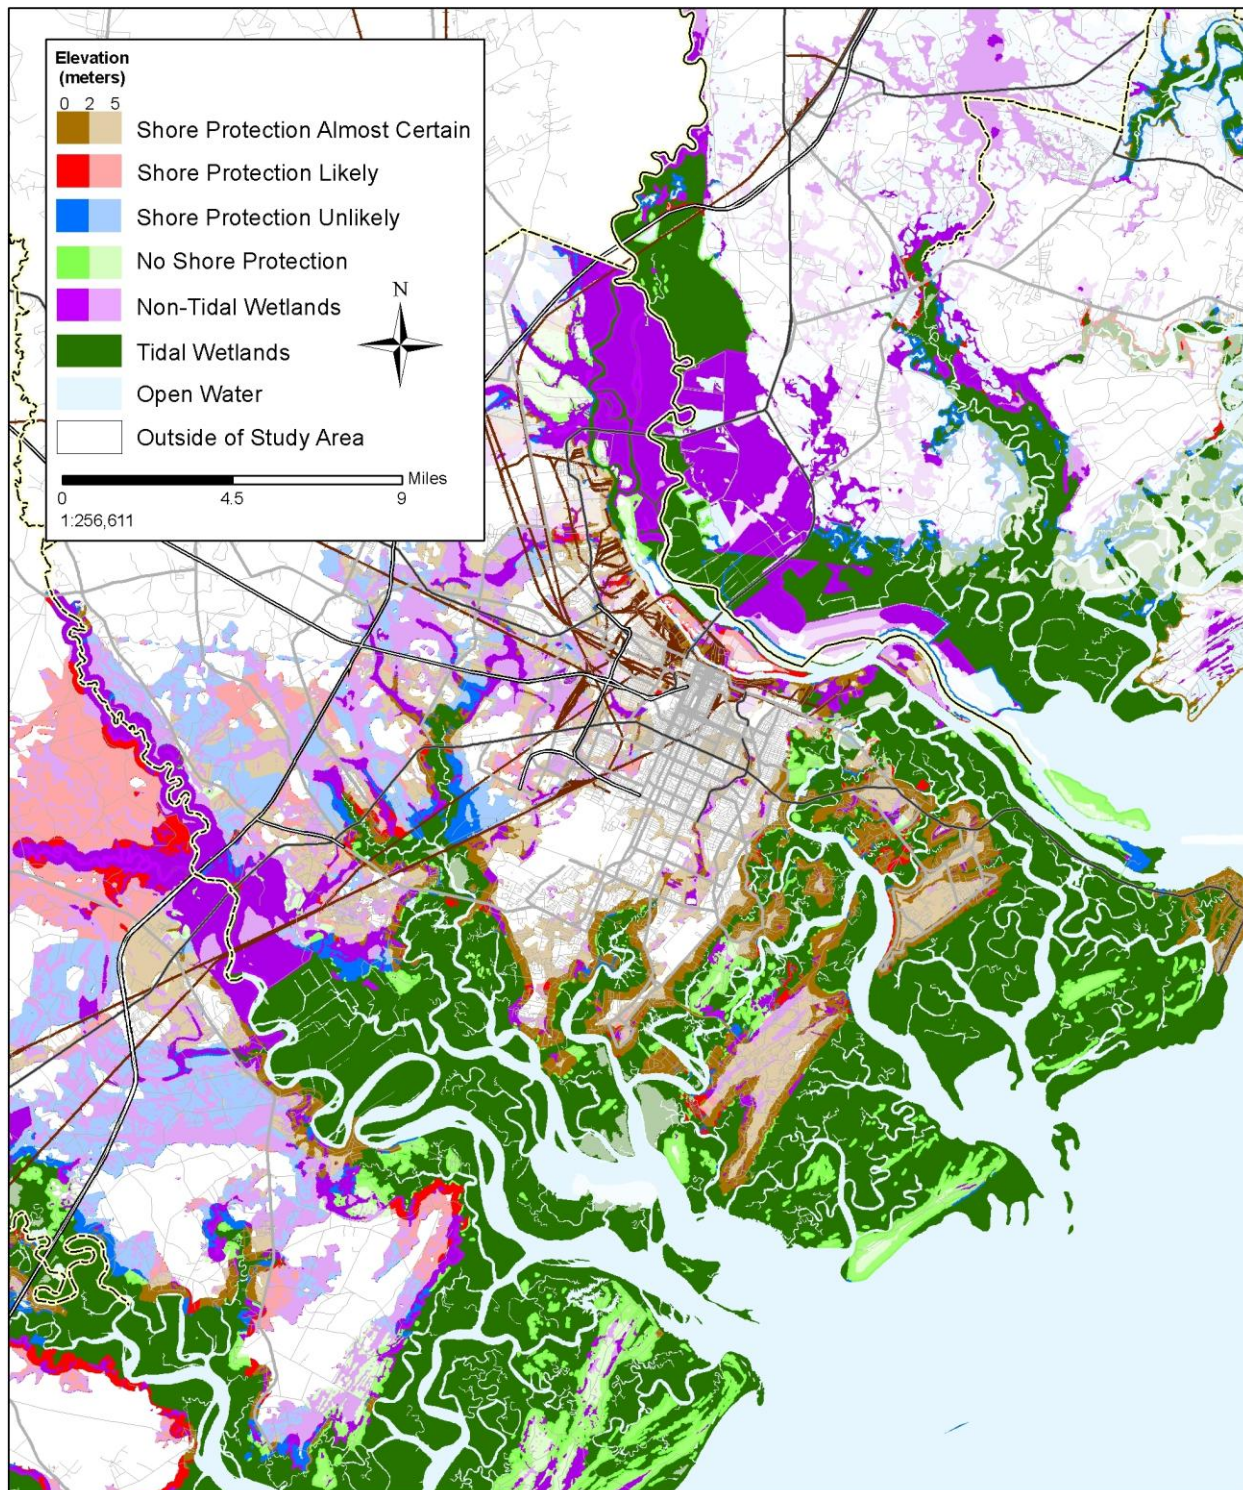 Elevation
(meters)
0 2 5
Shore Protection Almost Certain
Shore Protection Likely
Shore Protection Unlikely
No Shore Protection
N
Non-Tidal Wetlands
Tidal Wetlands
Open Water
Outside of Study Area
Miles
0 4.5 9
1:256,611